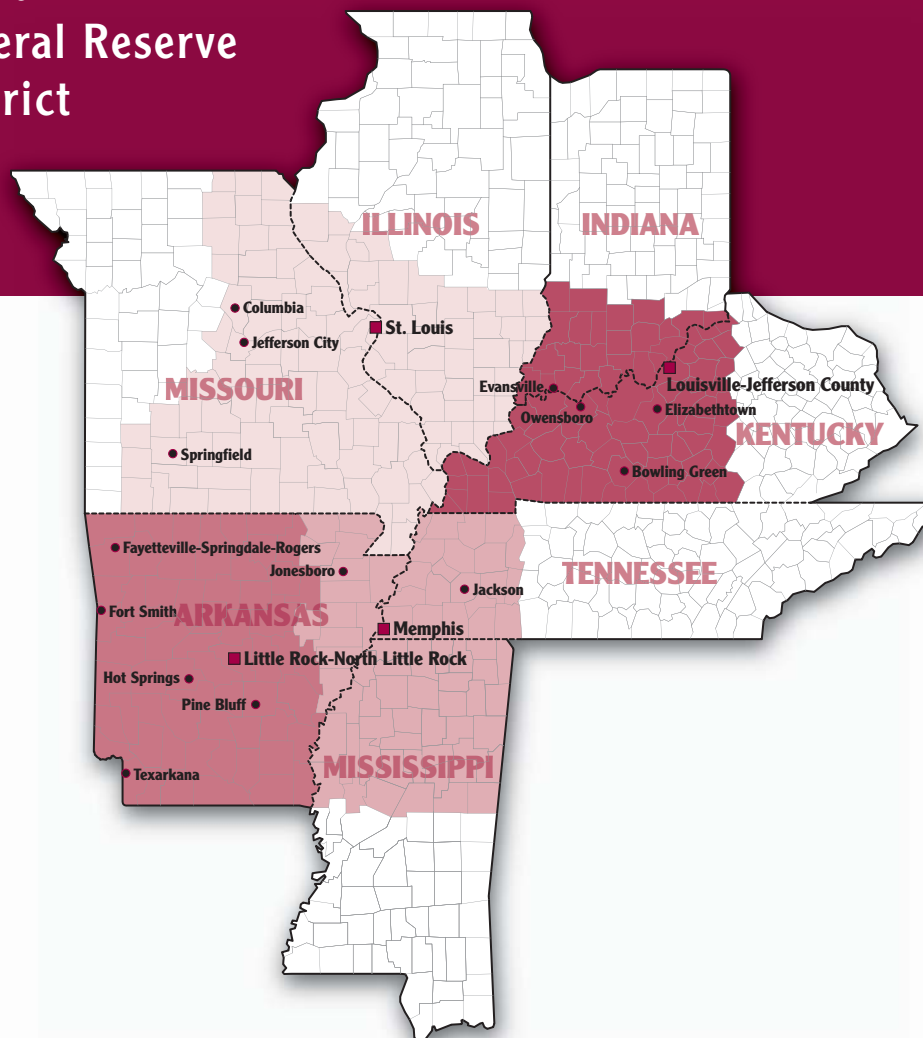 eral Reserve
rict
ILLINOIS
INDIANA
Columbia
St. Louis
Jefferson City
MISSOURI
Evansville
Louisville-Jefferson County
Owensboro
Elizabethtown
KENTUCKY
Springfield
Bowling Green
Fayetteville-Springdale-Rogers
Jonesboro
TENNESSEE
Jackson
Fort Smith
ARKANSAS
Memphis
Little Rock-North Little Rock
Hot Springs
Pine Bluff
MISSISSIPPI
Texarkana